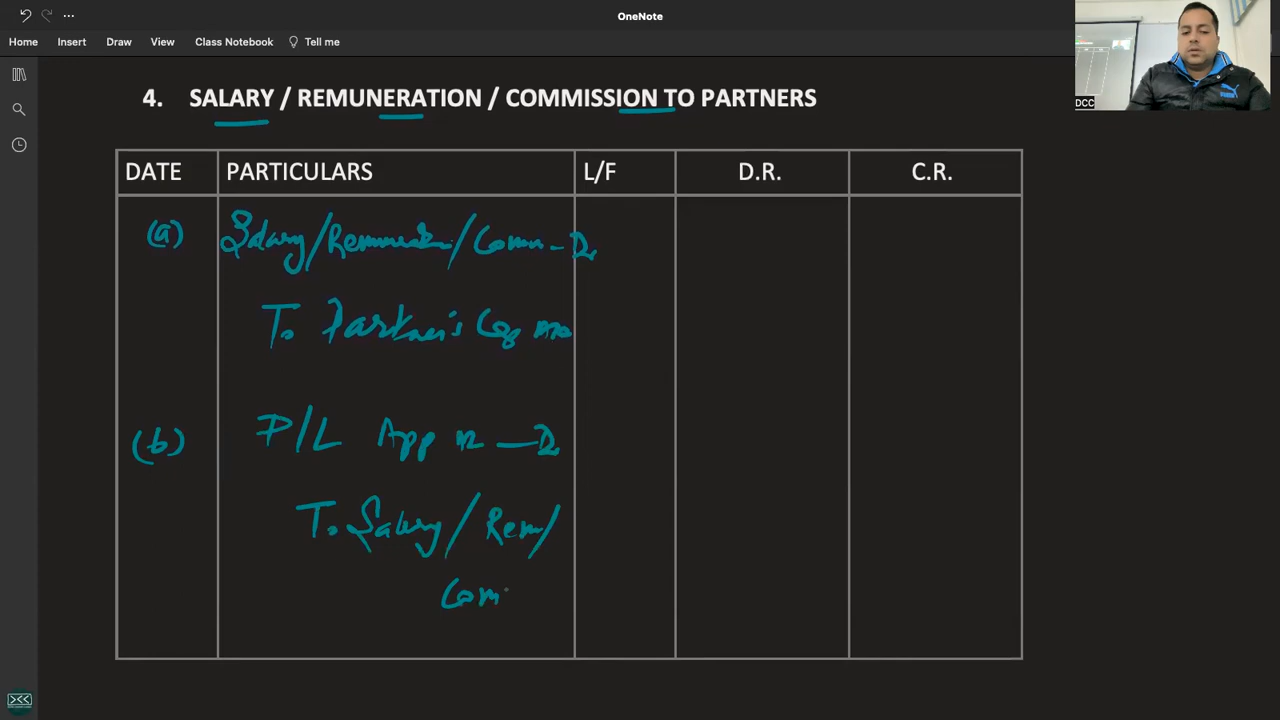 OneNote
Home Insert Draw View Class Notebook Tell me
DCC
4. SALARY / REMUNERATION / COMMISSION TO PARTNERS
DATE PARTICULARS L/F D.R. C.R.
(a) Salary/Remuneration/Comm - Dr
To Partner's Cap
(b) P/L App — Dr
To Salary / Rem/
Com